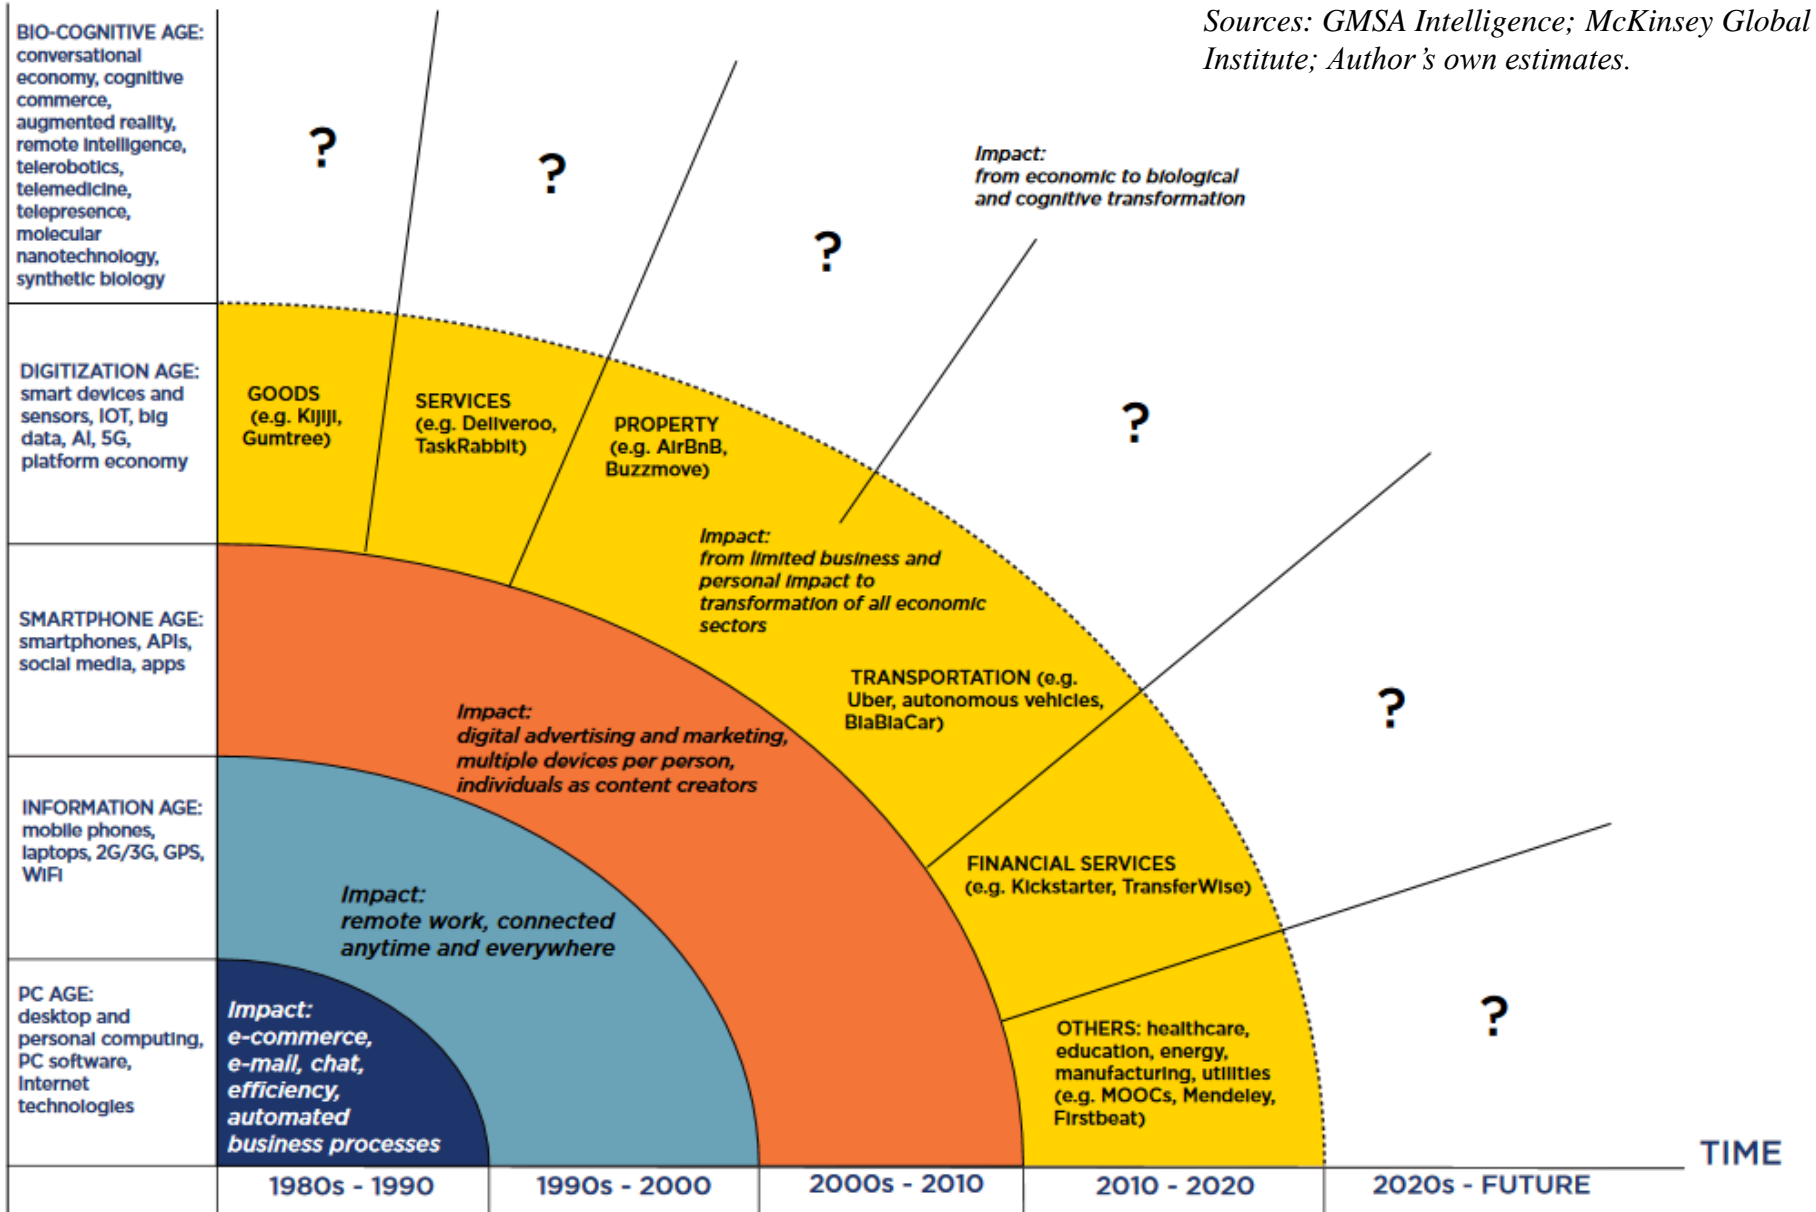 Sources: GMSA Intelligence; McKinsey Global
Institute; Author's own estimates.
BIO-COGNITIVE AGE:
conversational
economy, cognitive
commerce,
augmented reality,
remote intelligence,
telerobotics,
telemedicine,
telepresence,
molecular
nanotechnology,
synthetic biology
?
?
?
Impact:
from economic to biological
and cognitive transformation
?
?
?
DIGITIZATION AGE:
smart devices and
sensors, IOT, big
data, AI, 5G,
platform economy
GOODS
(e.g. Kijiji,
Gumtree)
SERVICES
(e.g. Deliveroo,
TaskRabbit)
PROPERTY
(e.g. AirBnB,
Buzzmove)
Impact:
from limited business and
personal impact to
transformation of all economic
sectors
TRANSPORTATION (e.g.
Uber, autonomous vehicles,
BlaBlaCar)
FINANCIAL SERVICES
(e.g. Kickstarter, TransferWise)
OTHERS: healthcare,
education, energy,
manufacturing, utilities
(e.g. MOOCs, Mendeley,
Firstbeat)
SMARTPHONE AGE:
smartphones, APIs,
social media, apps
Impact:
digital advertising and marketing,
multiple devices per person,
individuals as content creators
INFORMATION AGE:
mobile phones,
laptops, 2G/3G, GPS,
WIFI
Impact:
remote work, connected
anytime and everywhere
PC AGE:
desktop and
personal computing,
PC software,
Internet
technologies
Impact:
e-commerce,
e-mail, chat,
efficiency,
automated
business processes
TIME
1980s - 1990
1990s - 2000
2000s - 2010
2010 - 2020
2020s - FUTURE